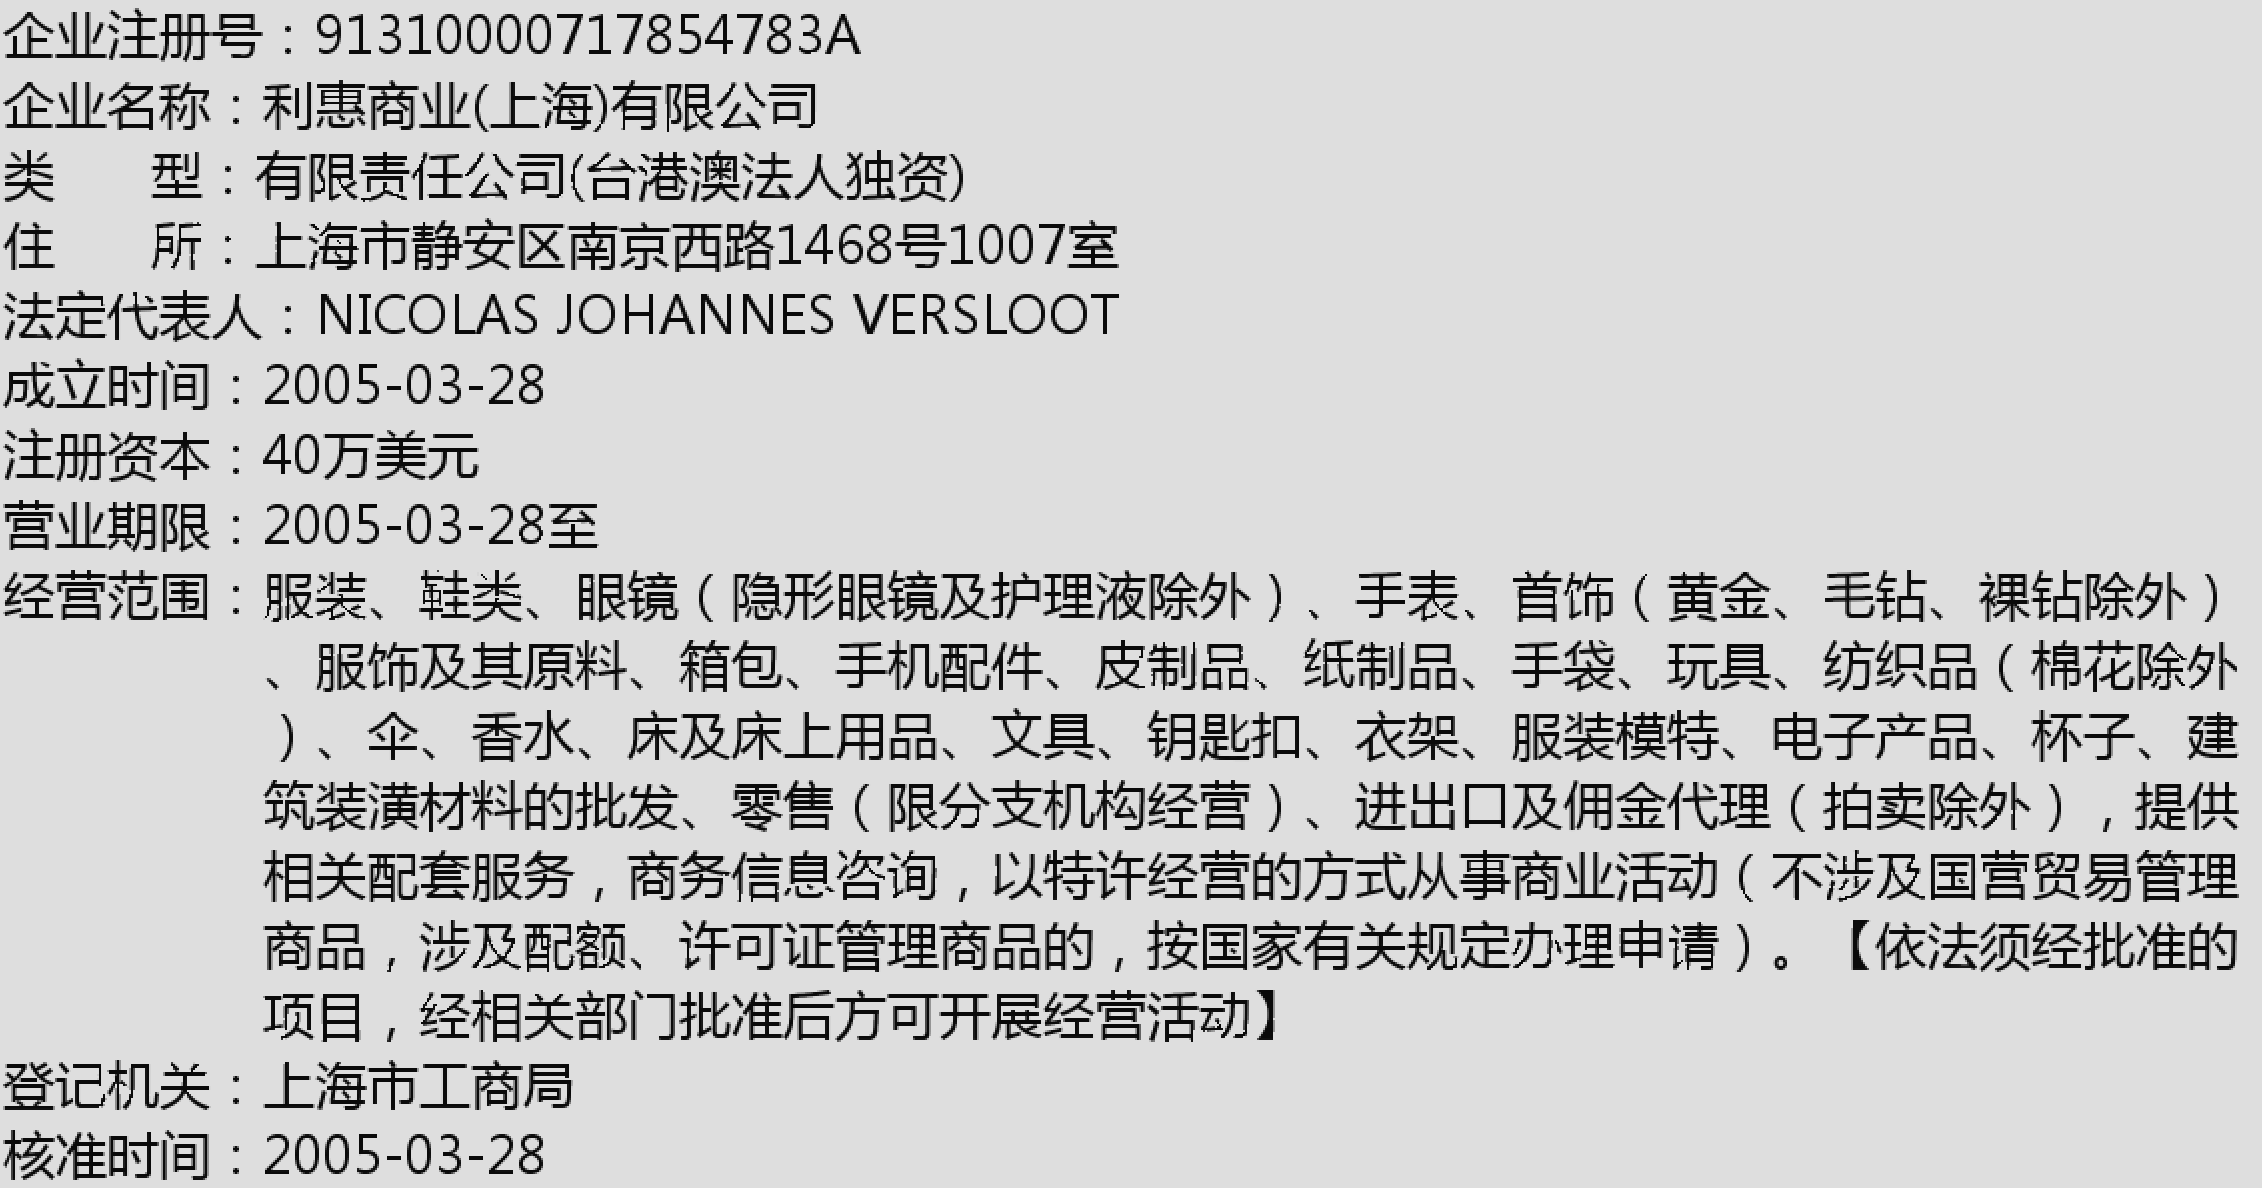 企业注册号：91310000717854783A
企业名称：利惠商业(上海)有限公司
类　　型：有限责任公司(台港澳法人独资)
住　　所：上海市静安区南京西路1468号1007室
法定代表人：NICOLAS JOHANNES VERSLOOT
成立时间：2005-03-28
注册资本：40万美元
营业期限：2005-03-28至
经营范围：服装、鞋类、眼镜（隐形眼镜及护理液除外）、手表、首饰（黄金、毛钻、裸钻除外）
、服饰及其原料、箱包、手机配件、皮制品、纸制品、手袋、玩具、纺织品（棉花除外
）、伞、香水、床及床上用品、文具、钥匙扣、衣架、服装模特、电子产品、杯子、建
筑装潢材料的批发、零售（限分支机构经营）、进出口及佣金代理（拍卖除外），提供
相关配套服务，商务信息咨询，以特许经营的方式从事商业活动（不涉及国营贸易管理
商品，涉及配额、许可证管理商品的，按国家有关规定办理申请）。【依法须经批准的
项目，经相关部门批准后方可开展经营活动】
登记机关：上海市工商局
核准时间：2005-03-28